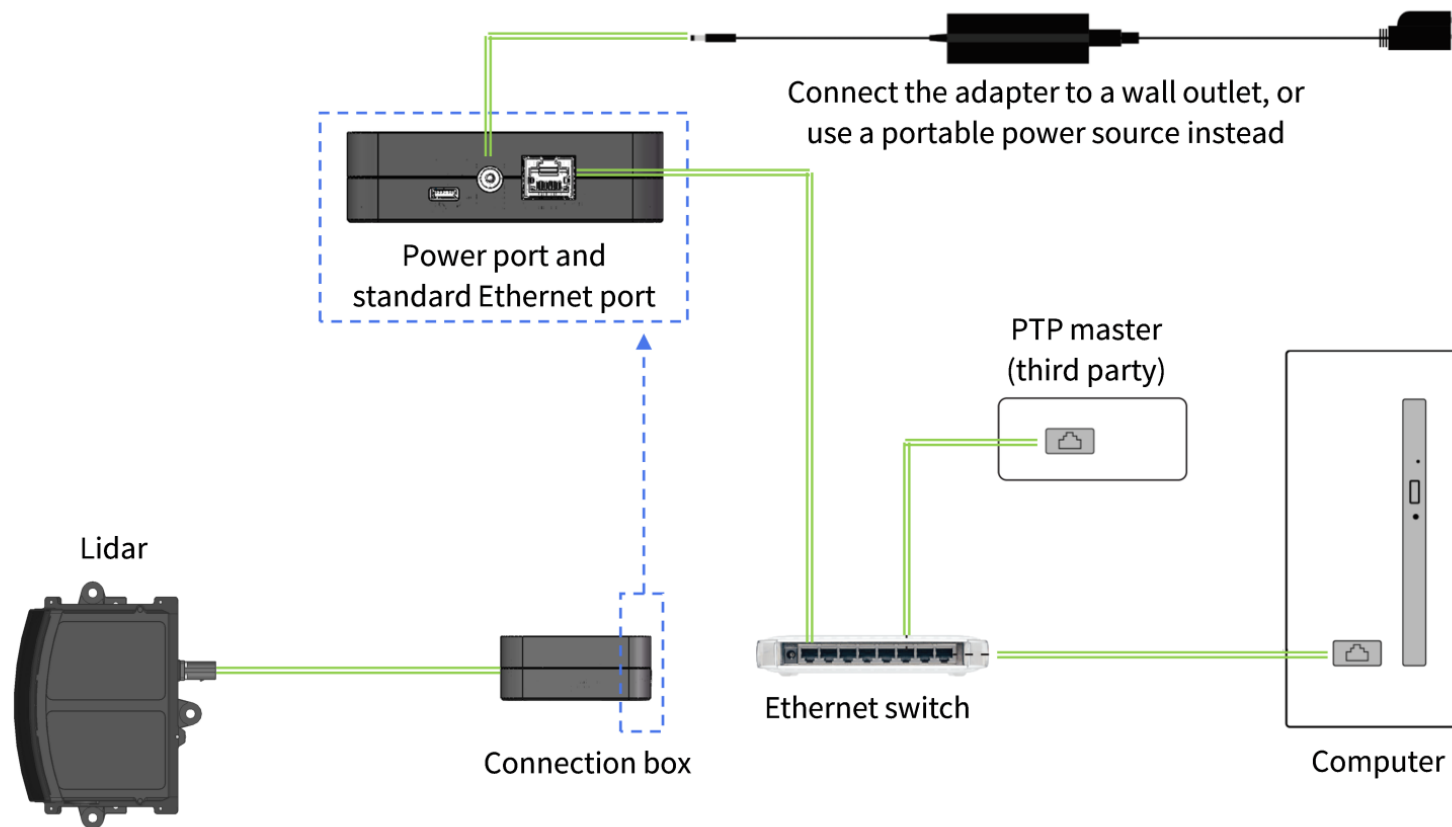 Connect the adapter to a wall outlet, or
use a portable power source instead
Power port and
standard Ethernet port
PTP master
(third party)
Lidar
Ethernet switch
Connection box
Computer